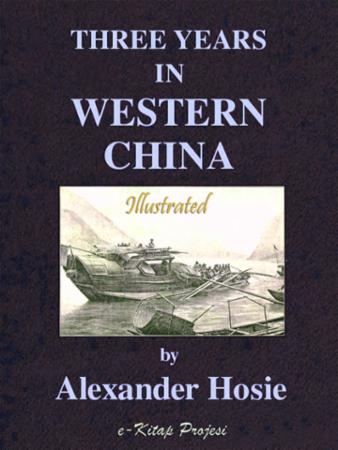 THREE YEARS
IN
WESTERN
CHINA
Illustrated
by
Alexander Hosie
e-Kitap Projesi